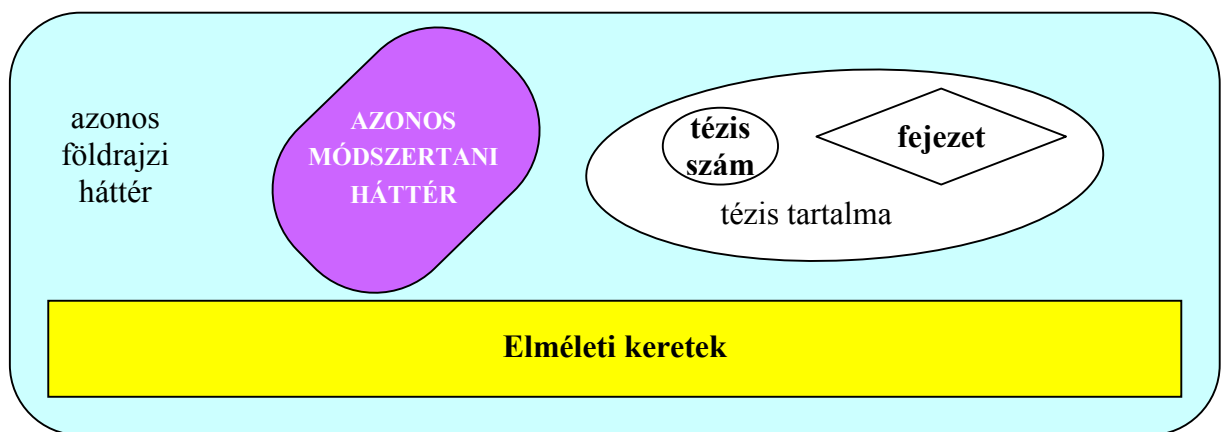 azonos
földrajzi
háttér
AZONOS
MÓDSZERTANI
HÁTTÉR
tézis
szám
fejezet
tézis tartalma
Elméleti keretek